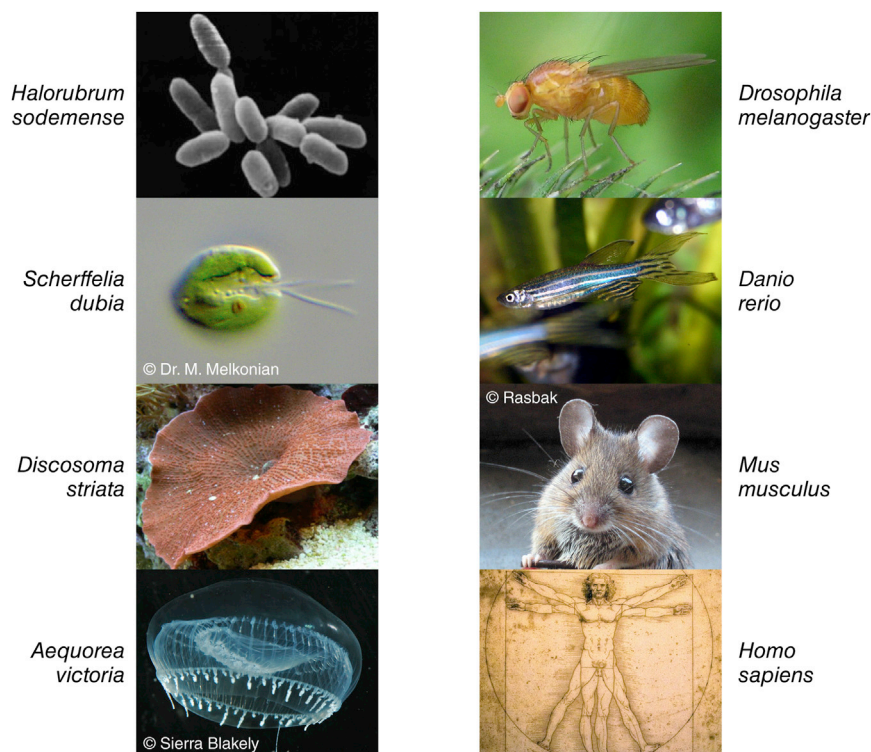 Halorubrum
sodemense
Drosophila
melanogaster
Scherffelia
dubia
© Dr. M. Melkonian
Danio
rerio
Discosoma
striata
© Rasbak
Mus
musculus
Aequorea
victoria
© Sierra Blakely
Homo
sapiens